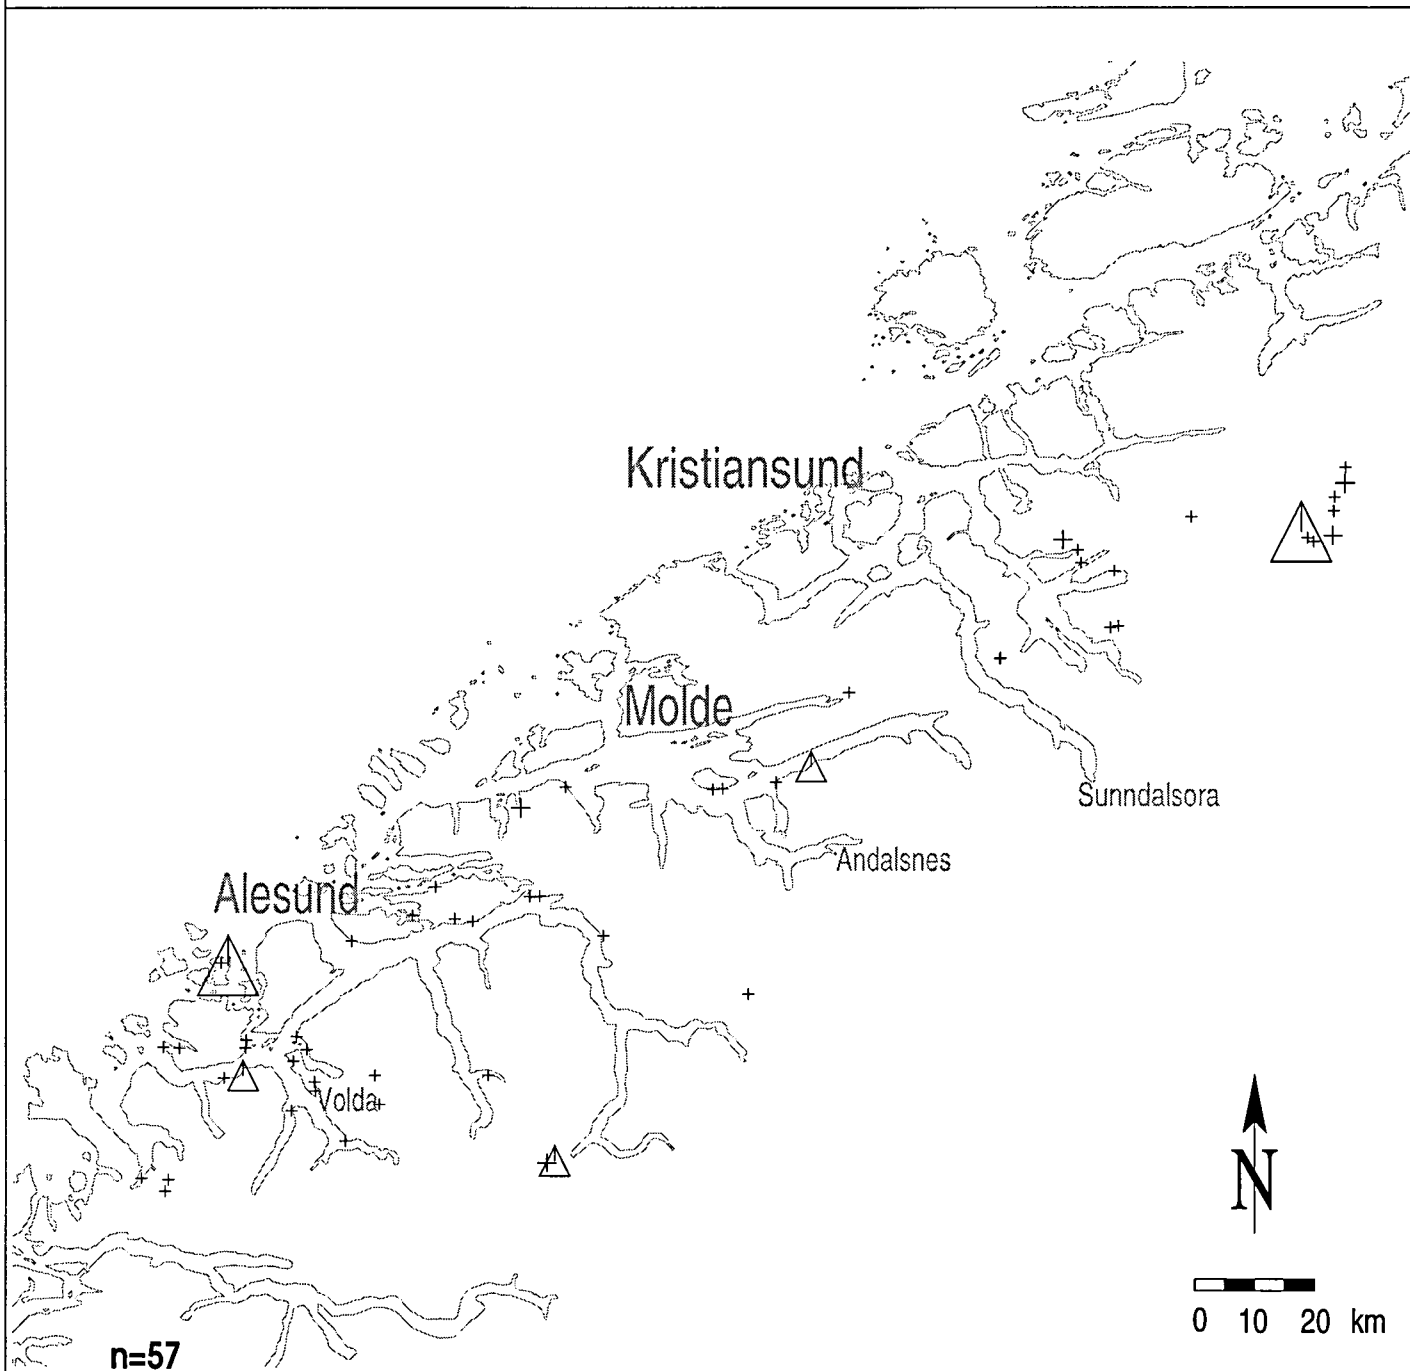 Kristiansund
Molde
Sunndalsora
Andalsnes
Alesund
Volda
N
0 10 20 km
n=57